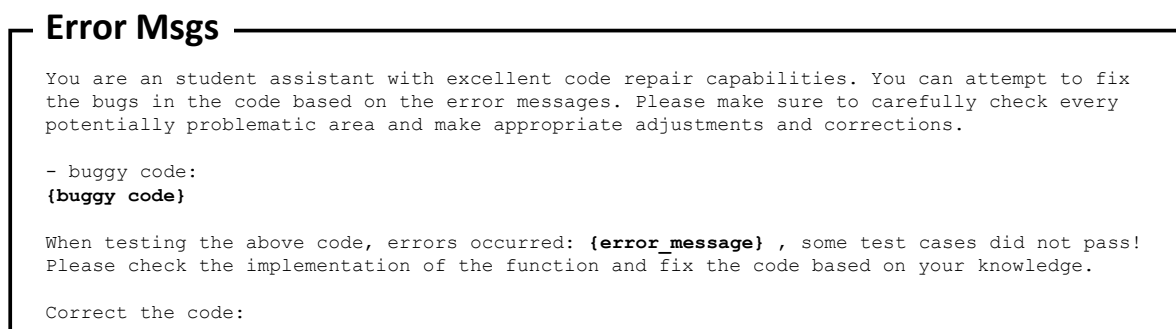 Error Msgs
You are an student assistant with excellent code repair capabilities. You can attempt to fix
the bugs in the code based on the error messages. Please make sure to carefully check every
potentially problematic area and make appropriate adjustments and corrections.
- buggy code:
{buggy code}
When testing the above code, errors occurred: {error_message} , some test cases did not pass!
Please check the implementation of the function and fix the code based on your knowledge.
Correct the code: